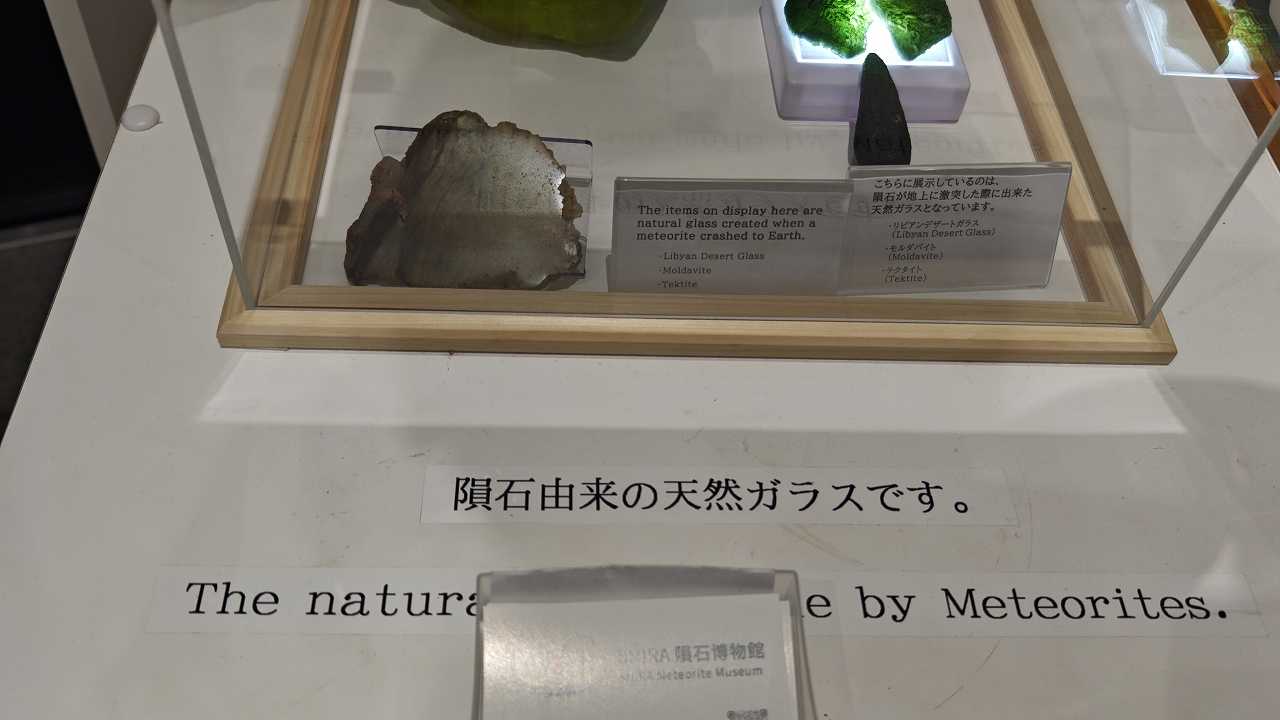 The items on display here are
natural glass created when a
meteorite crashed to Earth.
·Libyan Desert Glass
·Moldavite
·Tektite
こちらに展示しているのは、
隕石が地上に激突した際に出来た
天然ガラスとなっています。
・リビアンデザートガラス
（Libyan Desert Glass）
・モルダバイト
（Moldavite）
・テクタイト
（Tektite）
隕石由来の天然ガラスです。
The by Meteorites.
隕石博物館
Meteorite Museum